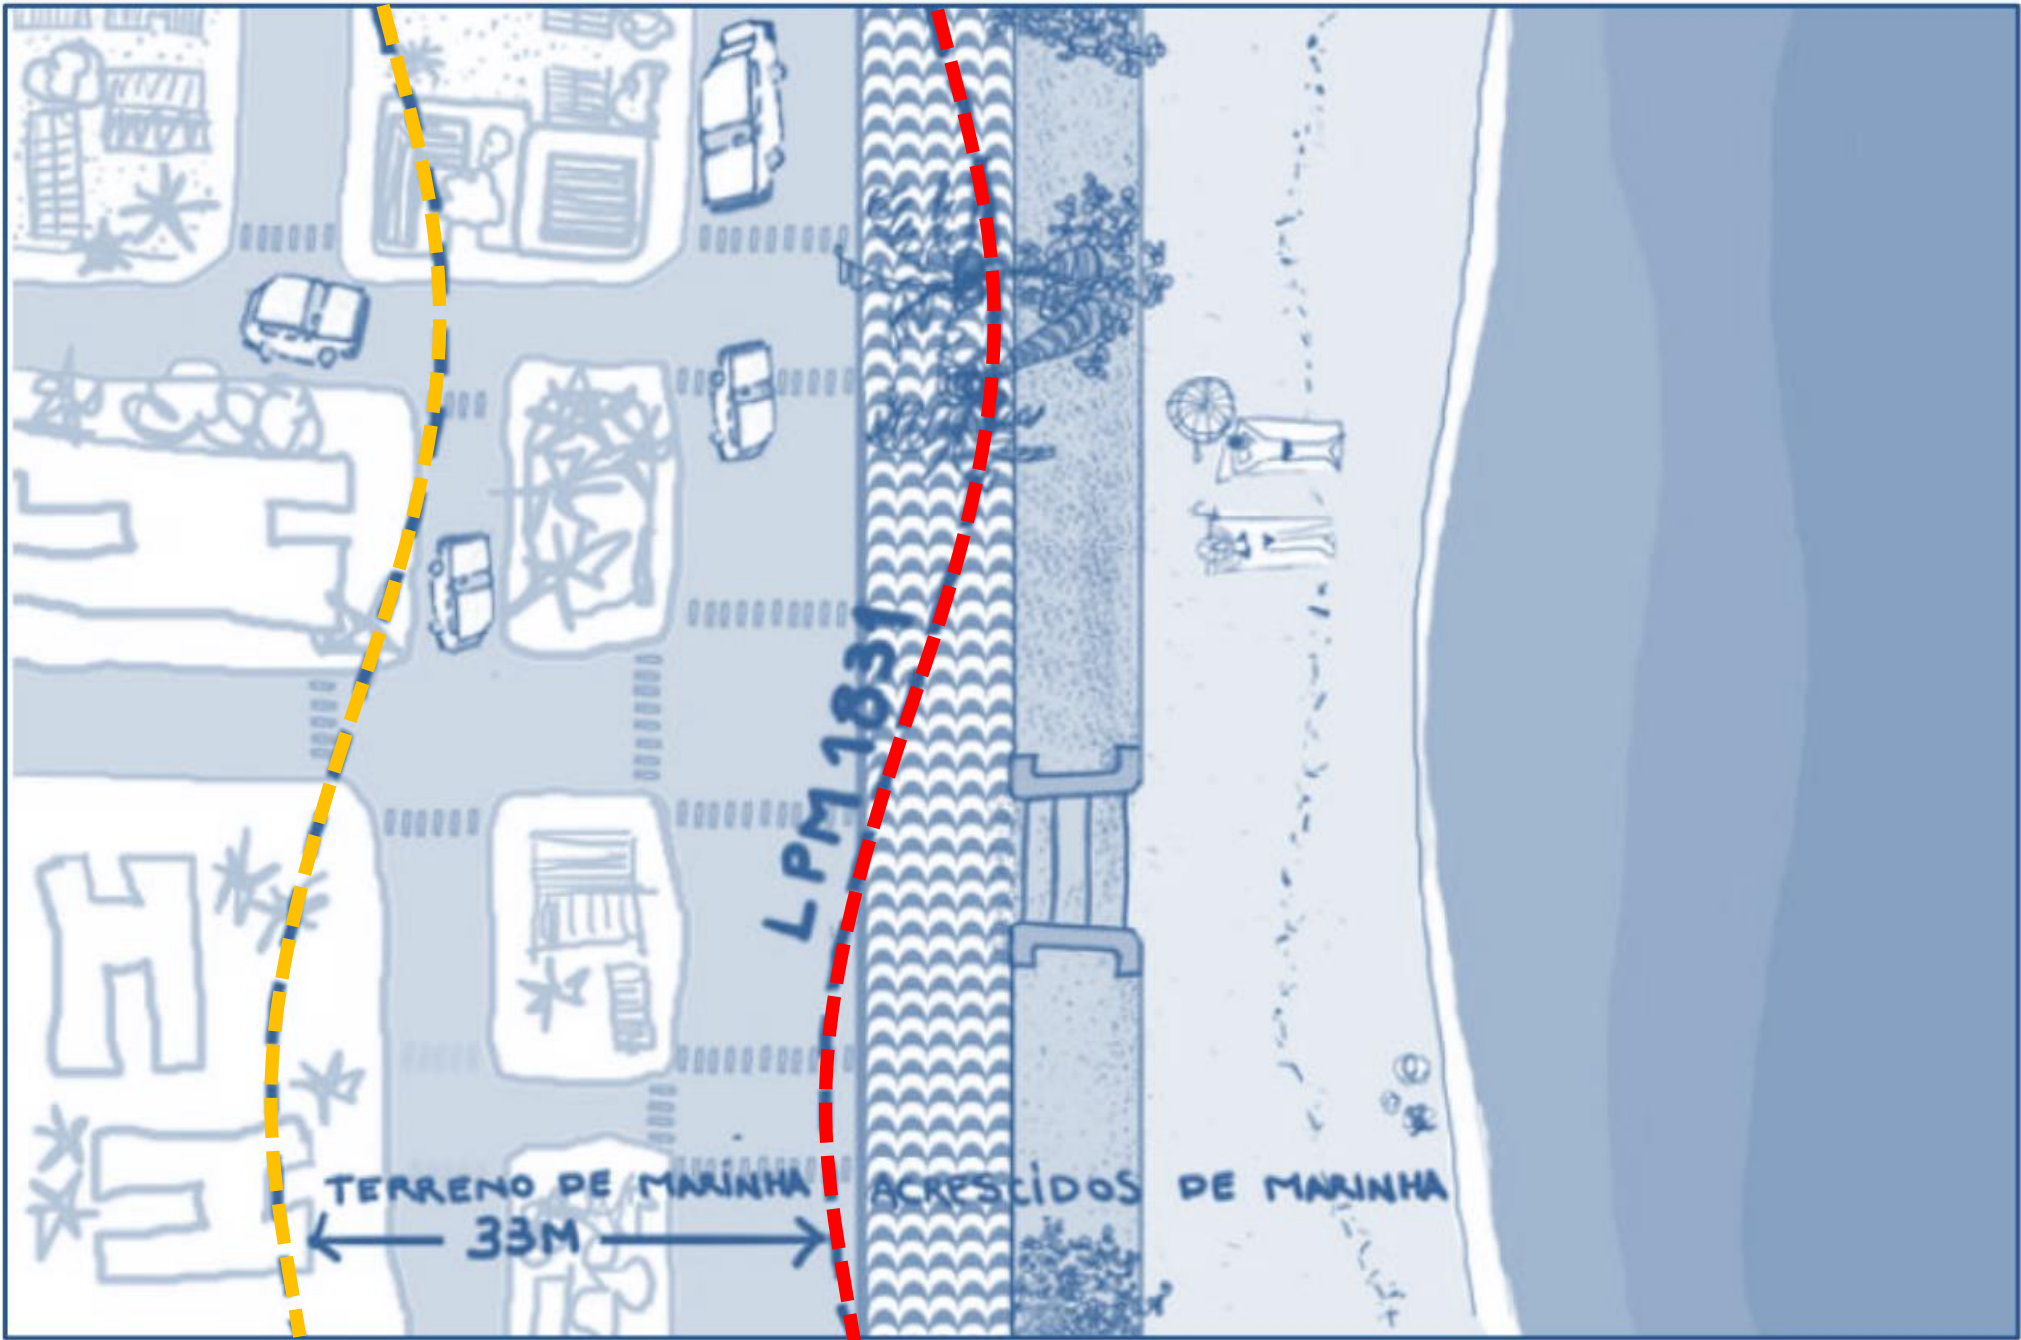 LPM 1831
TERRENO DE MARINHA
33M
ACRESCIDOS DE MARINHA